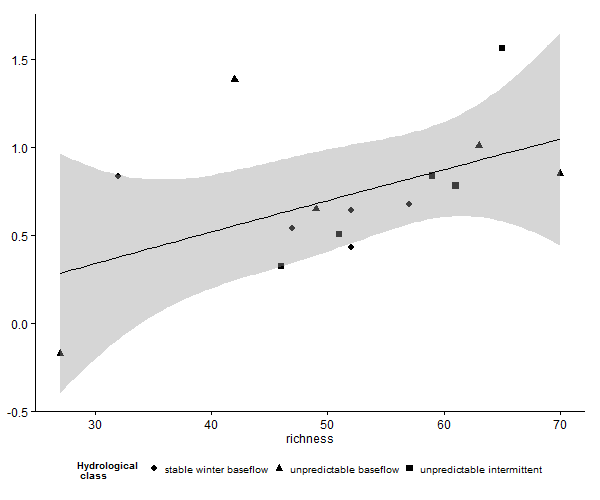 1.5
1.0
0.5
0.0
-0.5
30 40 50 60 70
richness
Hydrological
class
stable winter baseflow unpredictable baseflow unpredictable intermittent